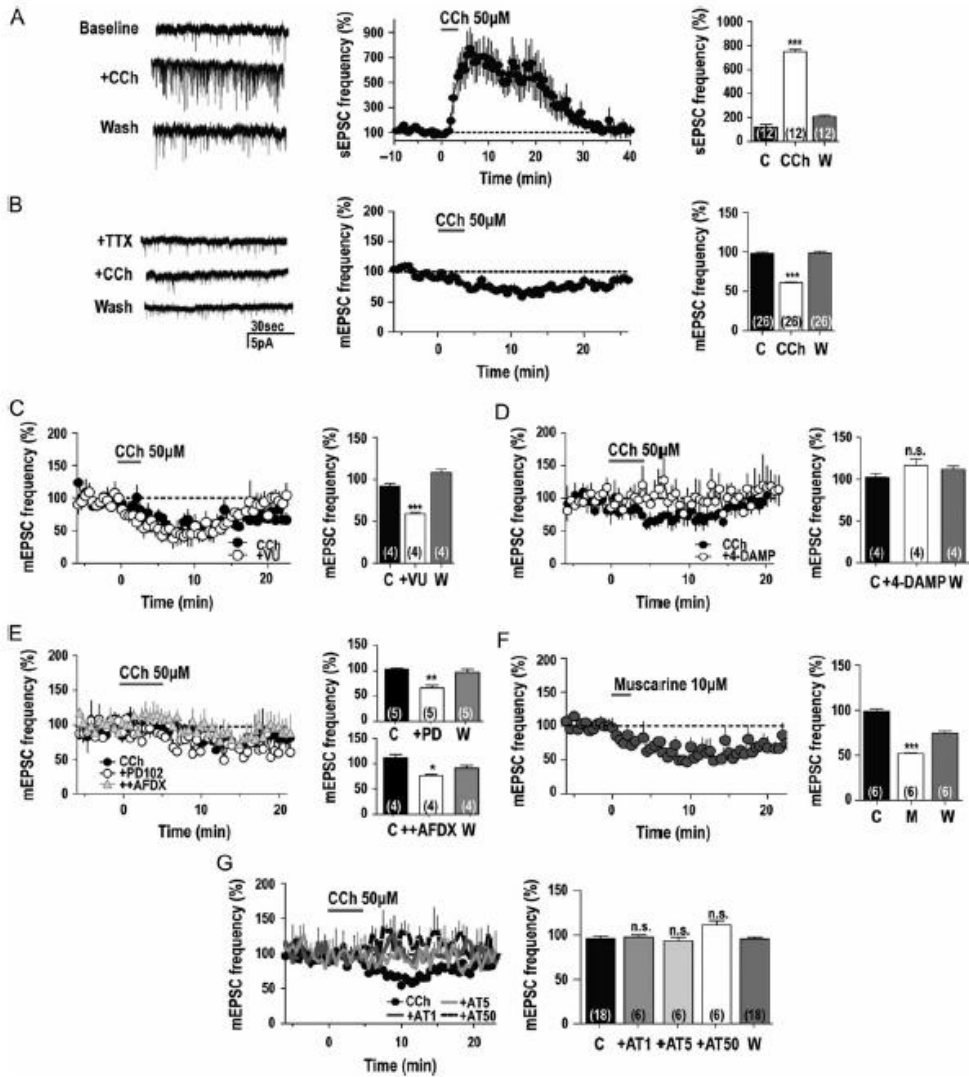 A
Baseline
+CCh
Wash
sEPSC frequency (%)
900
700
500
300
100
CCh 50μM
−10 0 10 20 30 40
Time (min)
sEPSC frequency (%)
1000
800
600
400
200
0
***
(12) (12) (12)
C CCh W
B
+TTX
+CCh
Wash
30sec
5pA
mEPSC frequency (%)
200
150
100
50
0
CCh 50μM
0 10 20
Time (min)
mEPSC frequency (%)
150
100
50
0
***
(26) (26) (26)
C CCh W
C
mEPSC frequency (%)
200
150
100
50
0
CCh 50μM
CCh
+VU
0 10 20
Time (min)
mEPSC frequency (%)
200
150
100
50
0
***
(4) (4) (4)
C +VU W
D
mEPSC frequency (%)
200
150
100
50
0
CCh 50μM
CCh
+4-DAMP
0 10 20
Time (min)
mEPSC frequency (%)
150
100
50
0
n.s.
(4) (4) (4)
C +4-DAMP W
E
mEPSC frequency (%)
200
150
100
50
0
CCh 50μM
CCh
+PD102
++AFDX
0 10 20
Time (min)
mEPSC frequency (%)
150
100
50
0
**
(5) (5) (5)
C +PD W
150
100
50
0
*
(4) (4) (4)
C ++AFDX W
F
mEPSC frequency (%)
200
150
100
50
0
Muscarine 10μM
0 10 20
Time (min)
mEPSC frequency (%)
150
100
50
0
***
(6) (6) (6)
C M W
G
mEPSC frequency (%)
200
150
100
50
0
CCh 50μM
CCh +AT5
+AT1 +AT50
0 10 20
Time (min)
mEPSC frequency (%)
150
100
50
0
n.s. n.s. n.s.
(18) (6) (6) (6) (18)
C +AT1 +AT5 +AT50 W